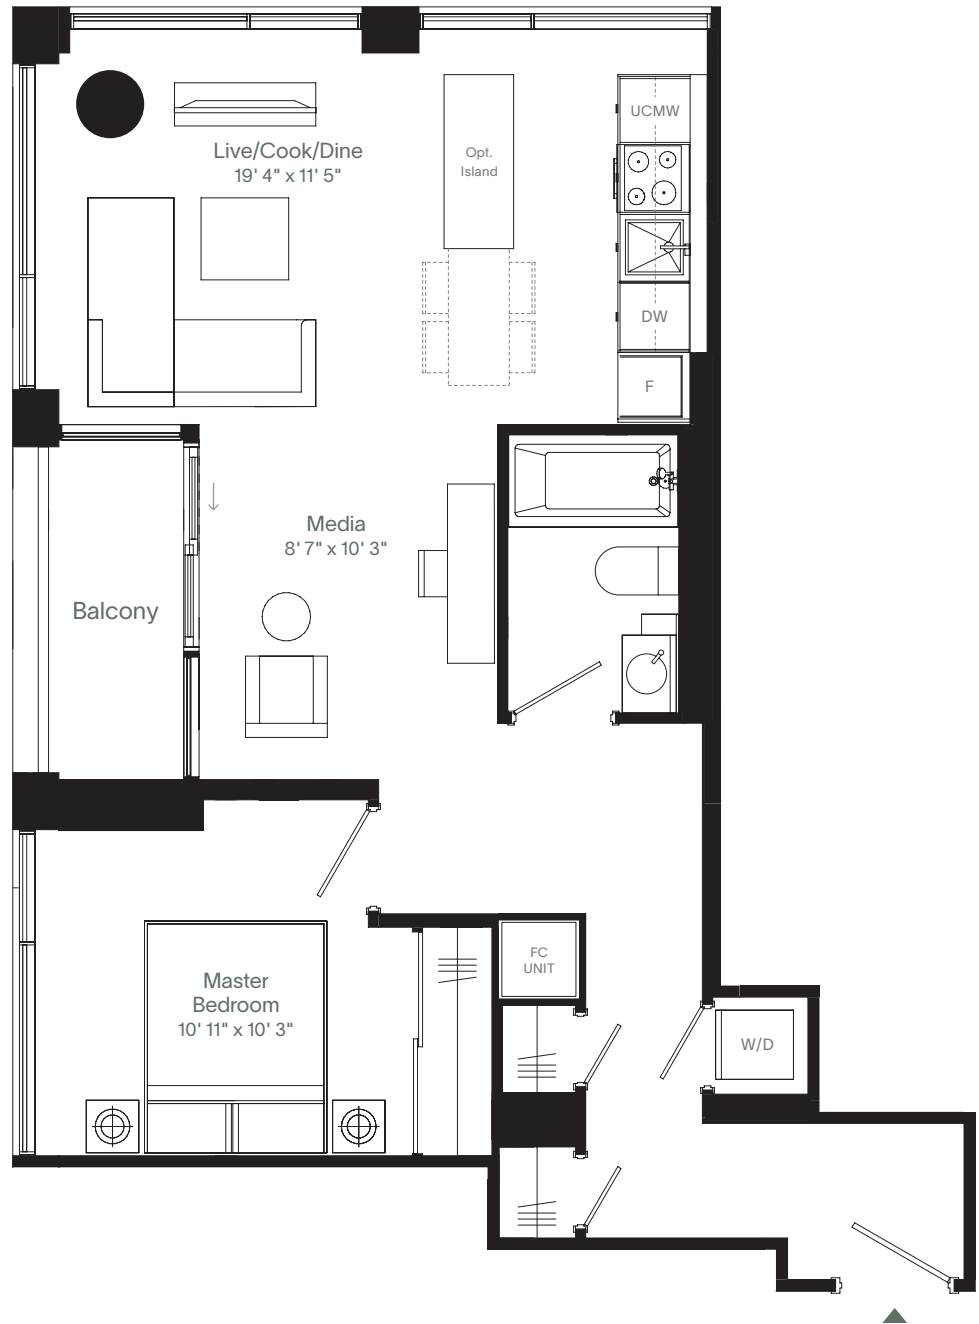 UCMW
Live/Cook/Dine
19' 4" x 11' 5"
Opt.
Island
DW
F
Media
8' 7" x 10' 3"
Balcony
FC
UNIT
Master
Bedroom
10' 11" x 10' 3"
W/D